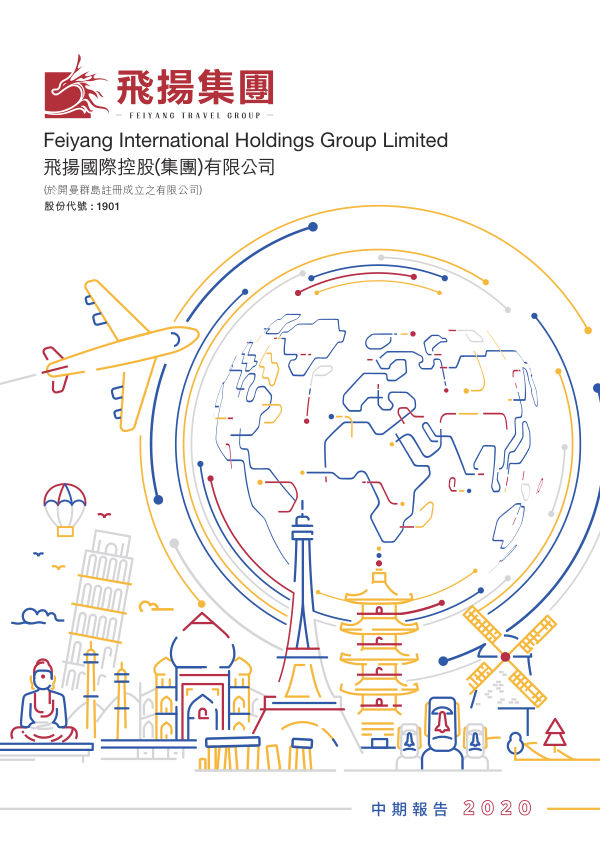 飛揚集團
FEIYANG TRAVEL GROUP
Feiyang International Holdings Group Limited
飛揚國際控股(集團)有限公司
(於開曼群島註冊成立之有限公司)
股份代號 : 1901
中期報告 2020